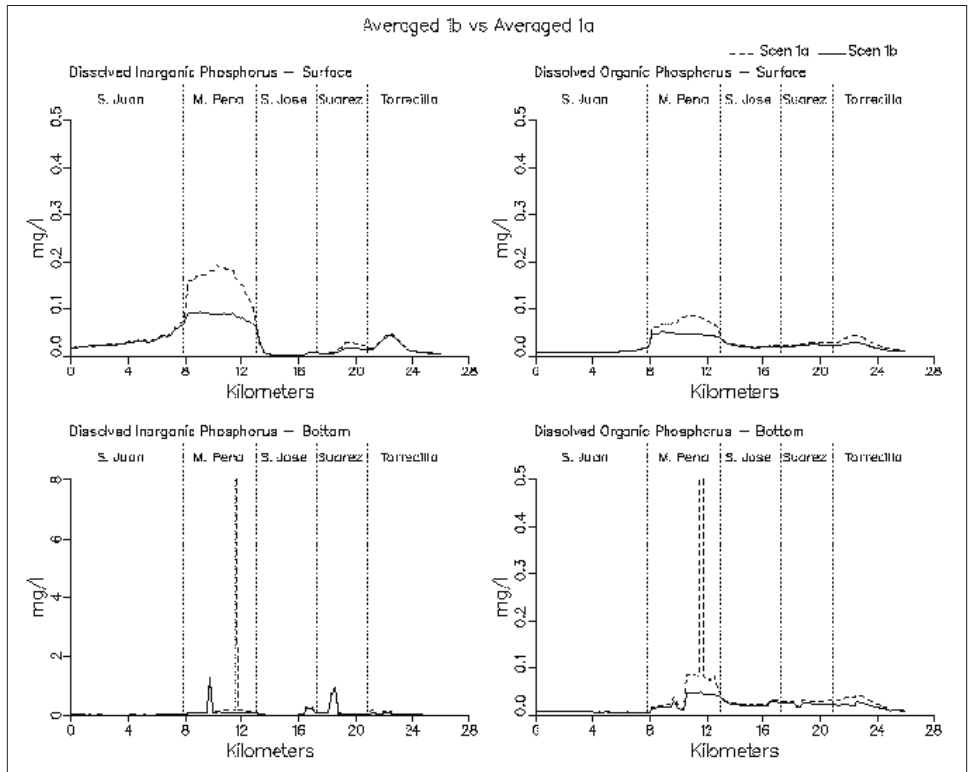 Averaged 1b vs Averaged 1a
Scen 1a Scen 1b
Dissolved Inorganic Phosphorus – Surface
S. Juan M. Pena S. Jose Suarez Torrecilla
0.5
0.4
0.3
0.2
0.1
0.0
mg/l
0 4 8 12 16 20 24 28
Kilometers
Dissolved Organic Phosphorus – Surface
S. Juan M. Pena S. Jose Suarez Torrecilla
0.5
0.4
0.3
0.2
0.1
0.0
mg/l
0 4 8 12 16 20 24 28
Kilometers
Dissolved Inorganic Phosphorus – Bottom
S. Juan M. Pena S. Jose Suarez Torrecilla
8
6
4
2
0
mg/l
0 4 8 12 16 20 24 28
Kilometers
Dissolved Organic Phosphorus – Bottom
S. Juan M. Pena S. Jose Suarez Torrecilla
0.5
0.4
0.3
0.2
0.1
0.0
mg/l
0 4 8 12 16 20 24 28
Kilometers